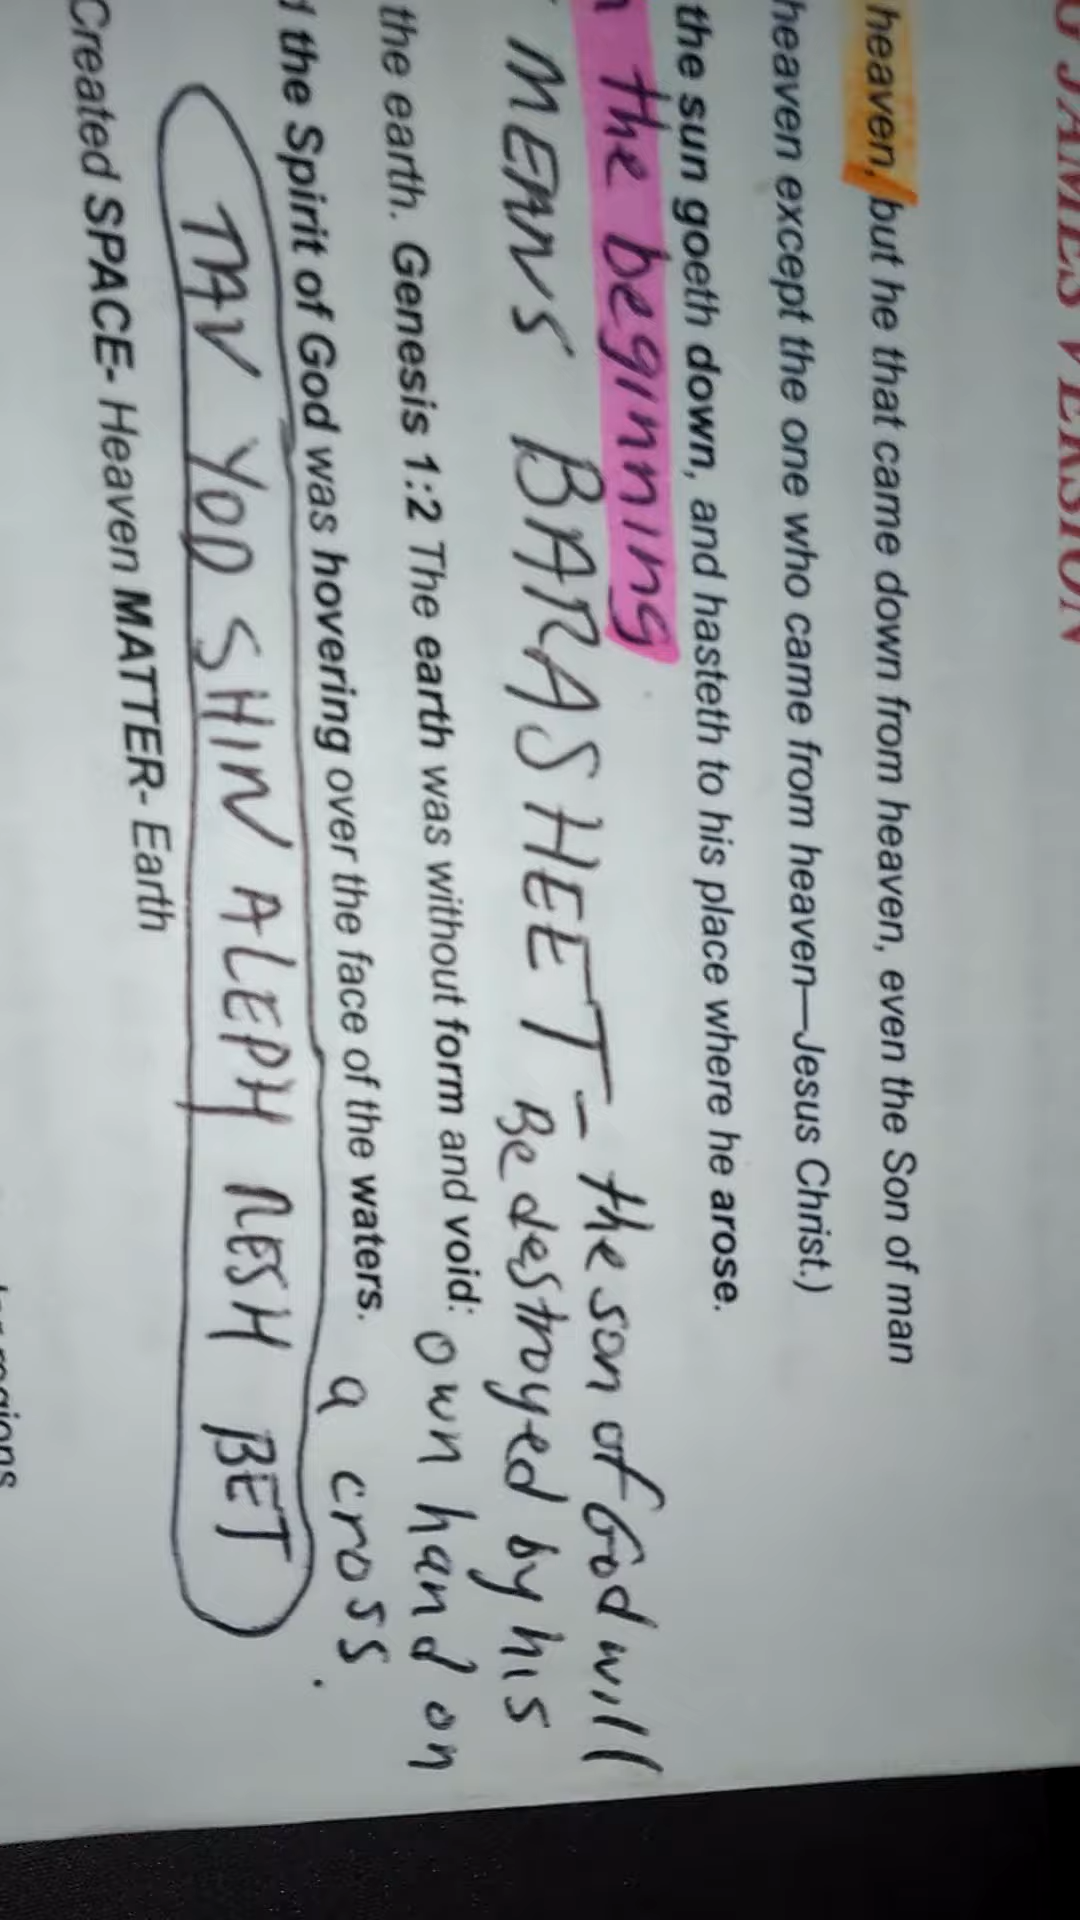 JAMES VERSION
heaven, but he that came down from heaven, even the Son of man
heaven except the one who came from heaven—Jesus Christ.)
the sun goeth down, and hasteth to his place where he arose.
the beginning
MEANS BARASHEET - the son of God will
Be destroyed by his
the earth. Genesis 1:2 The earth was without form and void: own hand on
the Spirit of God was hovering over the face of the waters. a cross.
TAV YOD SHIN ALEPH RESH BET
Created SPACE- Heaven MATTER- Earth